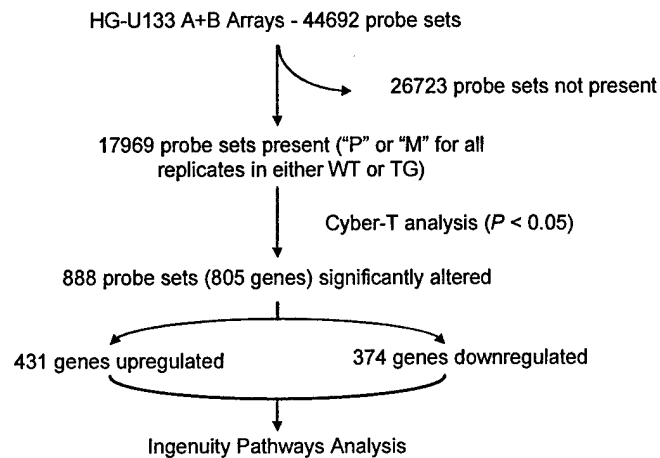 HG-U133 A+B Arrays - 44692 probe sets
26723 probe sets not present
17969 probe sets present ("P" or "M" for all
replicates in either WT or TG)
Cyber-T analysis (P < 0.05)
888 probe sets (805 genes) significantly altered
431 genes upregulated
374 genes downregulated
Ingenuity Pathways Analysis